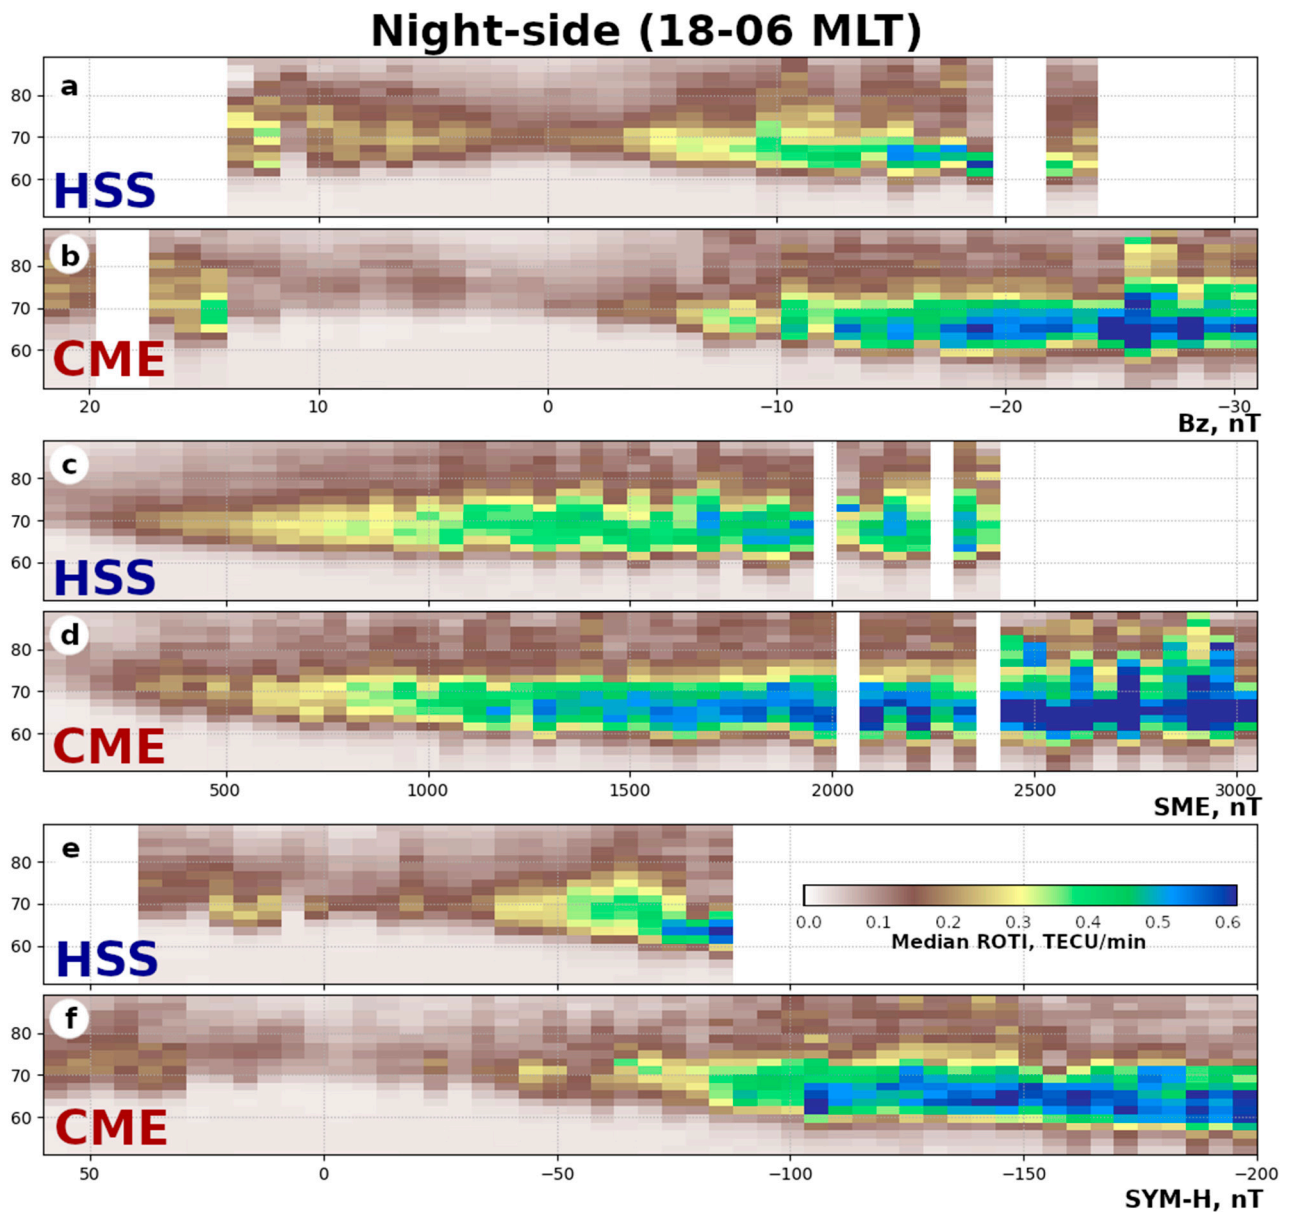 Night-side (18-06 MLT)
a
80
70
60
HSS
b
80
70
60
CME
20 10 0 −10 −20 −30
Bz, nT
c
80
70
60
HSS
d
80
70
60
CME
500 1000 1500 2000 2500 3000
SME, nT
e
80
70
60
HSS
0.0 0.1 0.2 0.3 0.4 0.5 0.6
Median ROTI, TECU/min
f
80
70
60
CME
50 0 −50 −100 −150 −200
SYM-H, nT